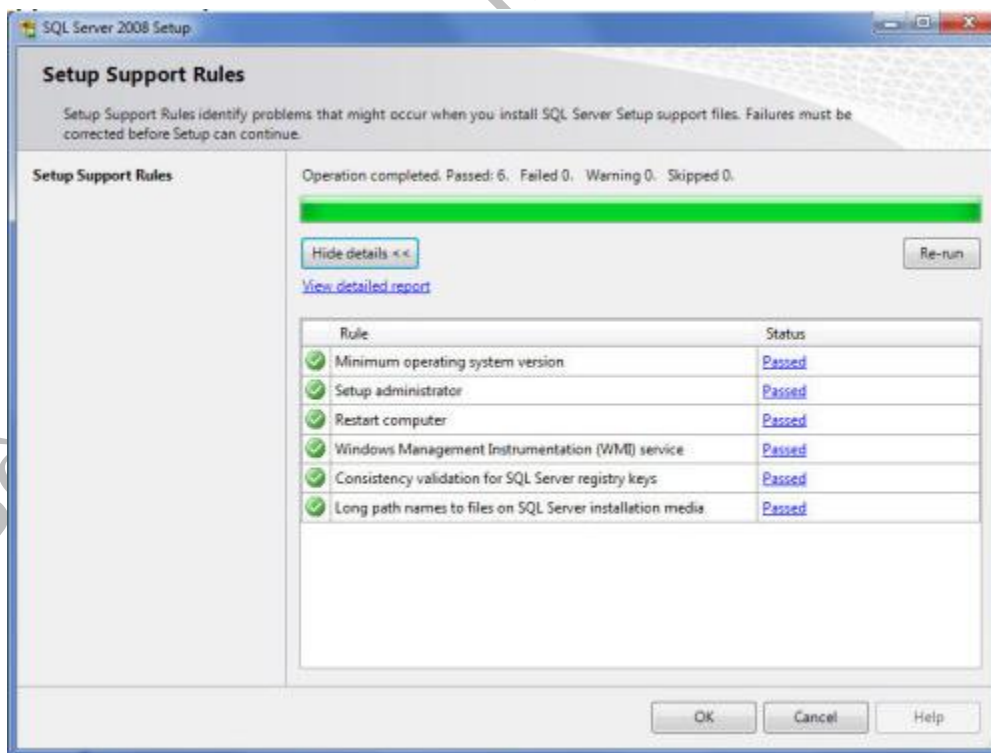 SQL Server 2008 Setup
Setup Support Rules
Setup Support Rules identify problems that might occur when you install SQL Server Setup support files. Failures must be
corrected before Setup can continue.
Setup Support Rules
Operation completed. Passed: 6. Failed 0. Warning 0. Skipped 0.
Hide details <<
Re-run
View detailed report
Rule Status
Minimum operating system version Passed
Setup administrator Passed
Restart computer Passed
Windows Management Instrumentation (WMI) service Passed
Consistency validation for SQL Server registry keys Passed
Long path names to files on SQL Server installation media Passed
OK Cancel Help